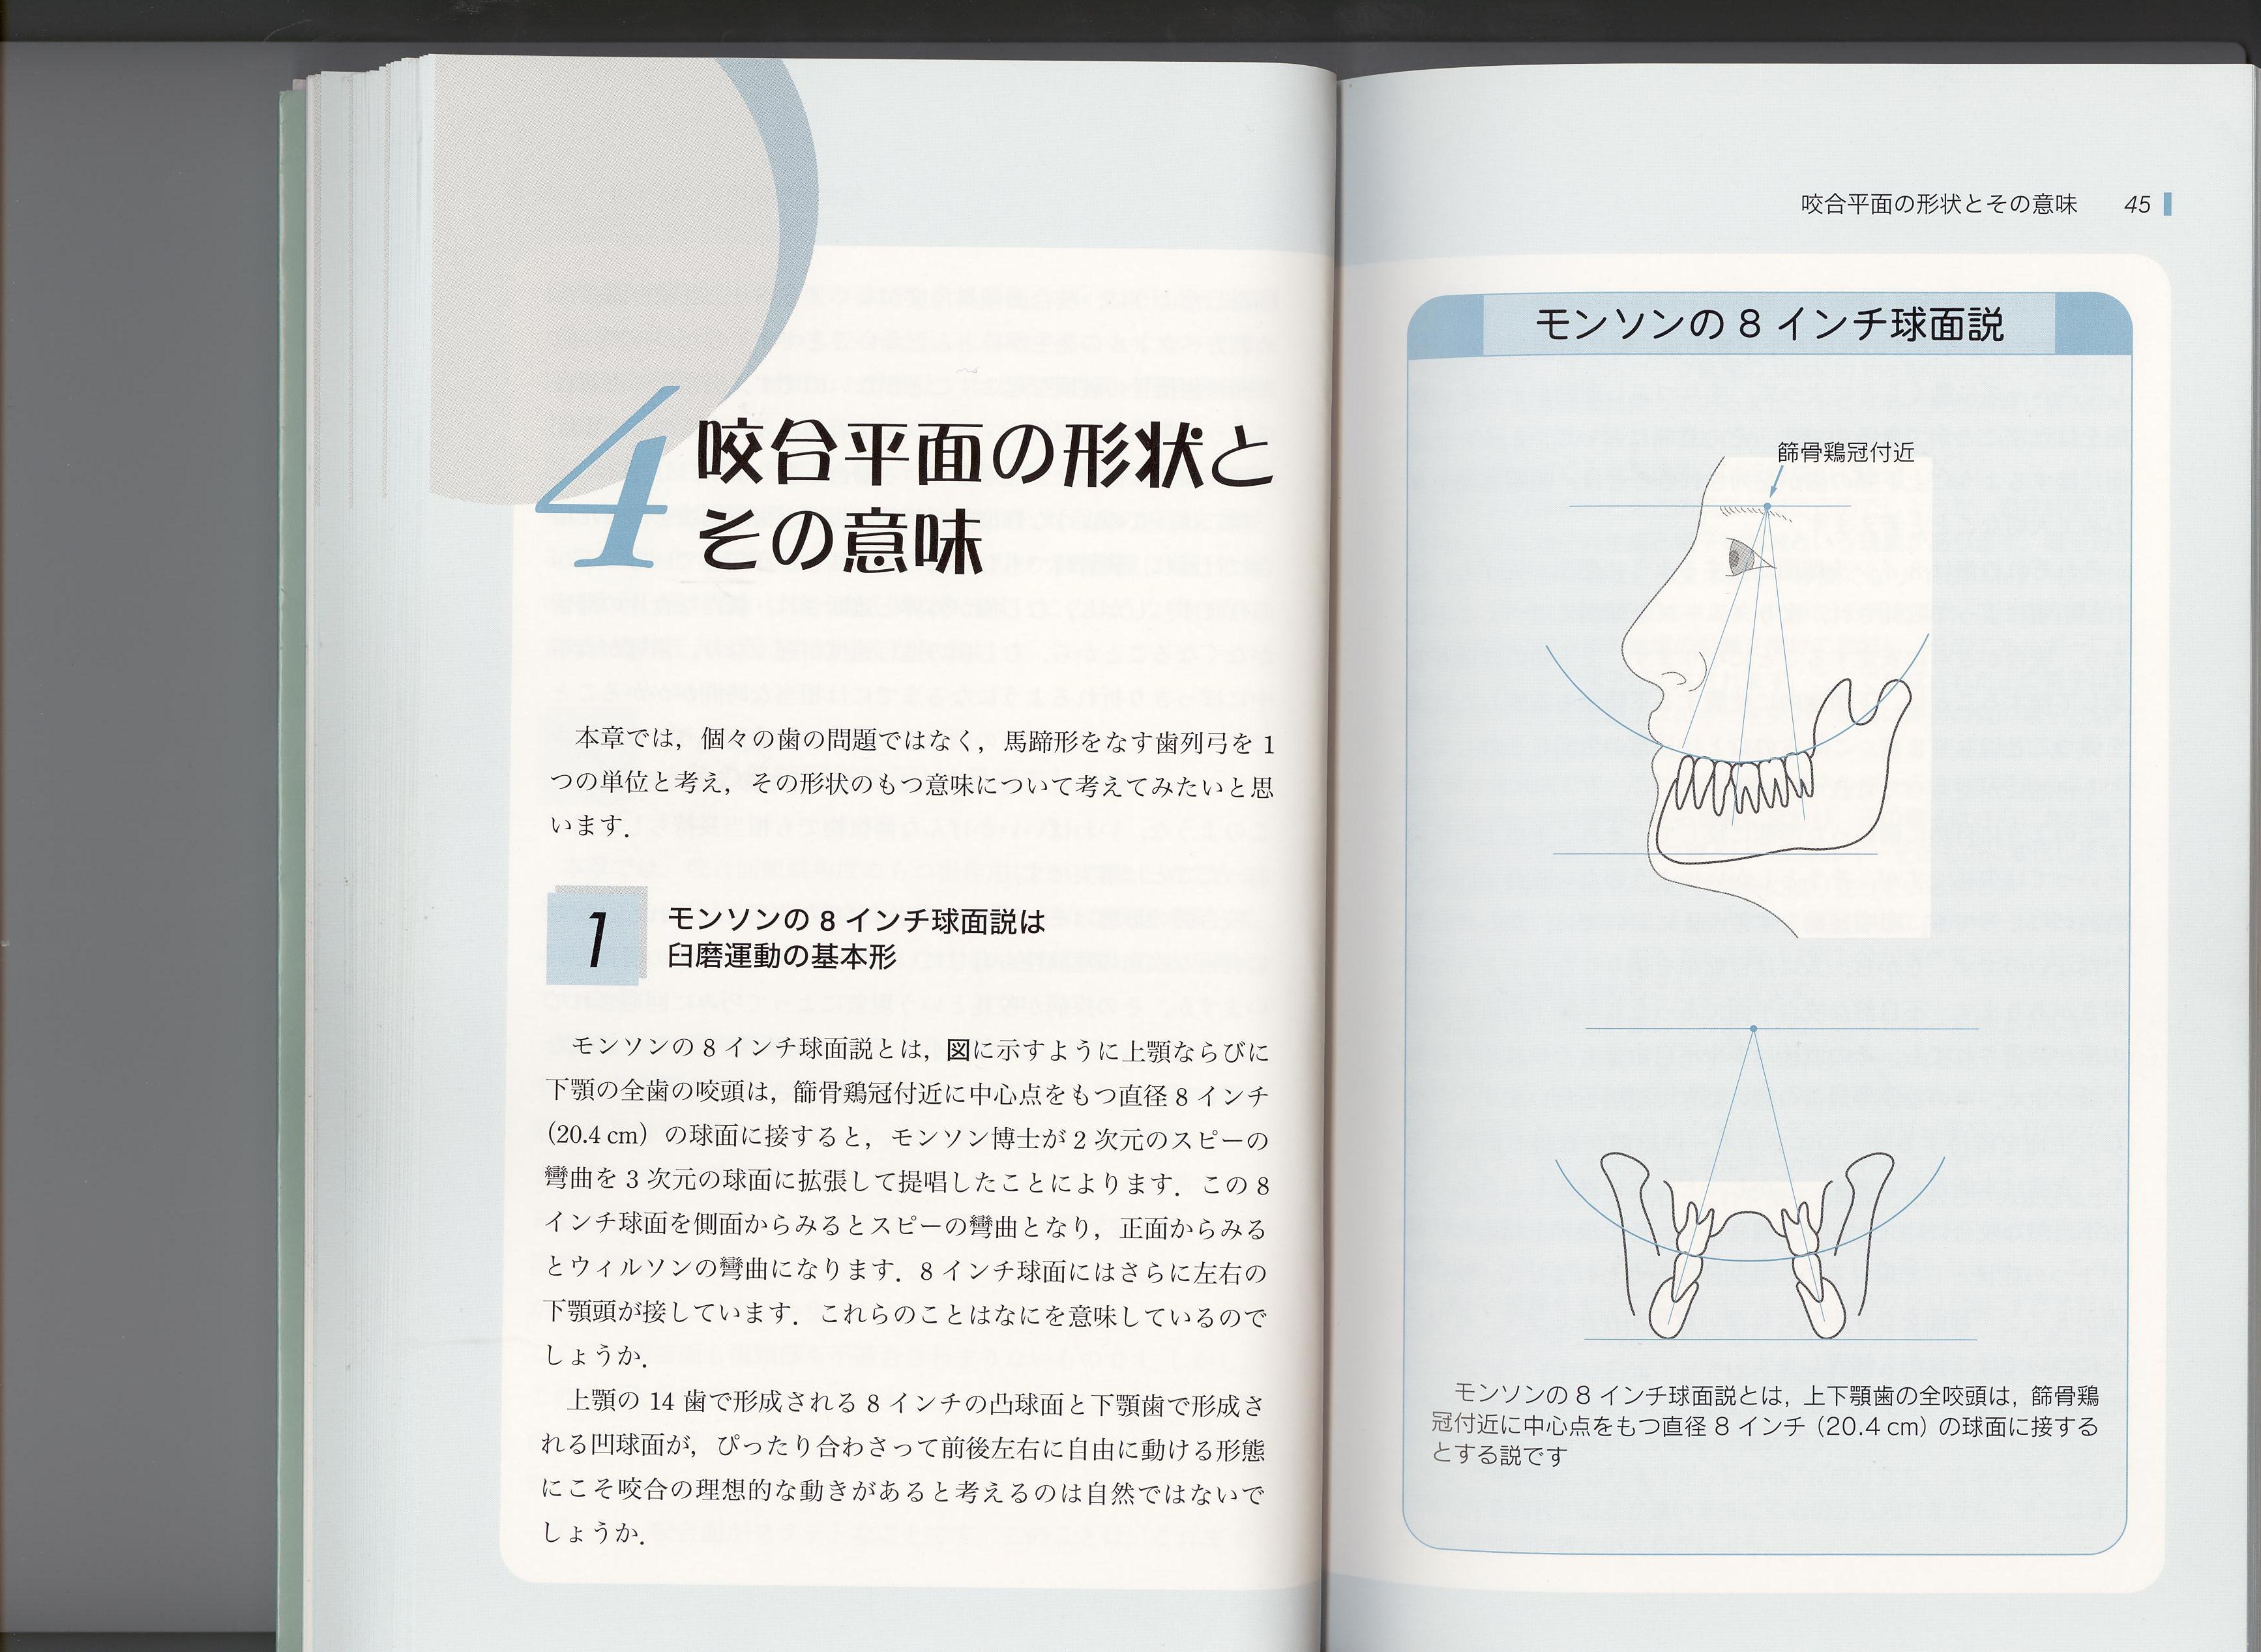 4 咬合平面の形状と
その意味
本章では，個々の歯の問題ではなく，馬蹄形をなす歯列弓を 1
つの単位と考え，その形状のもつ意味について考えてみたいと思
います．
1 モンソンの 8 インチ球面説は
臼磨運動の基本形
モンソンの 8 インチ球面説とは，図に示すように上顎ならびに
下顎の全歯の咬頭は，篩骨鶏冠付近に中心点をもつ直径 8 インチ
（20.4 cm）の球面に接すると，モンソン博士が 2 次元のスピーの
彎曲を 3 次元の球面に拡張して提唱したことによります．この 8
インチ球面を側面からみるとスピーの彎曲となり，正面からみる
とウィルソンの彎曲になります．8 インチ球面にはさらに左右の
下顎頭が接しています．これらのことはなにを意味しているので
しょうか．
上顎の 14 歯で形成される 8 インチの凸球面と下顎歯で形成さ
れる凹球面が，ぴったり合わさって前後左右に自由に動ける形態
にこそ咬合の理想的な動きがあると考えるのは自然ではないで
しょうか．
咬合平面の形状とその意味 45
モンソンの 8 インチ球面説
篩骨鶏冠付近
モンソンの 8 インチ球面説とは，上下顎歯の全咬頭は，篩骨鶏
冠付近に中心点をもつ直径 8 インチ（20.4 cm）の球面に接する
とする説です